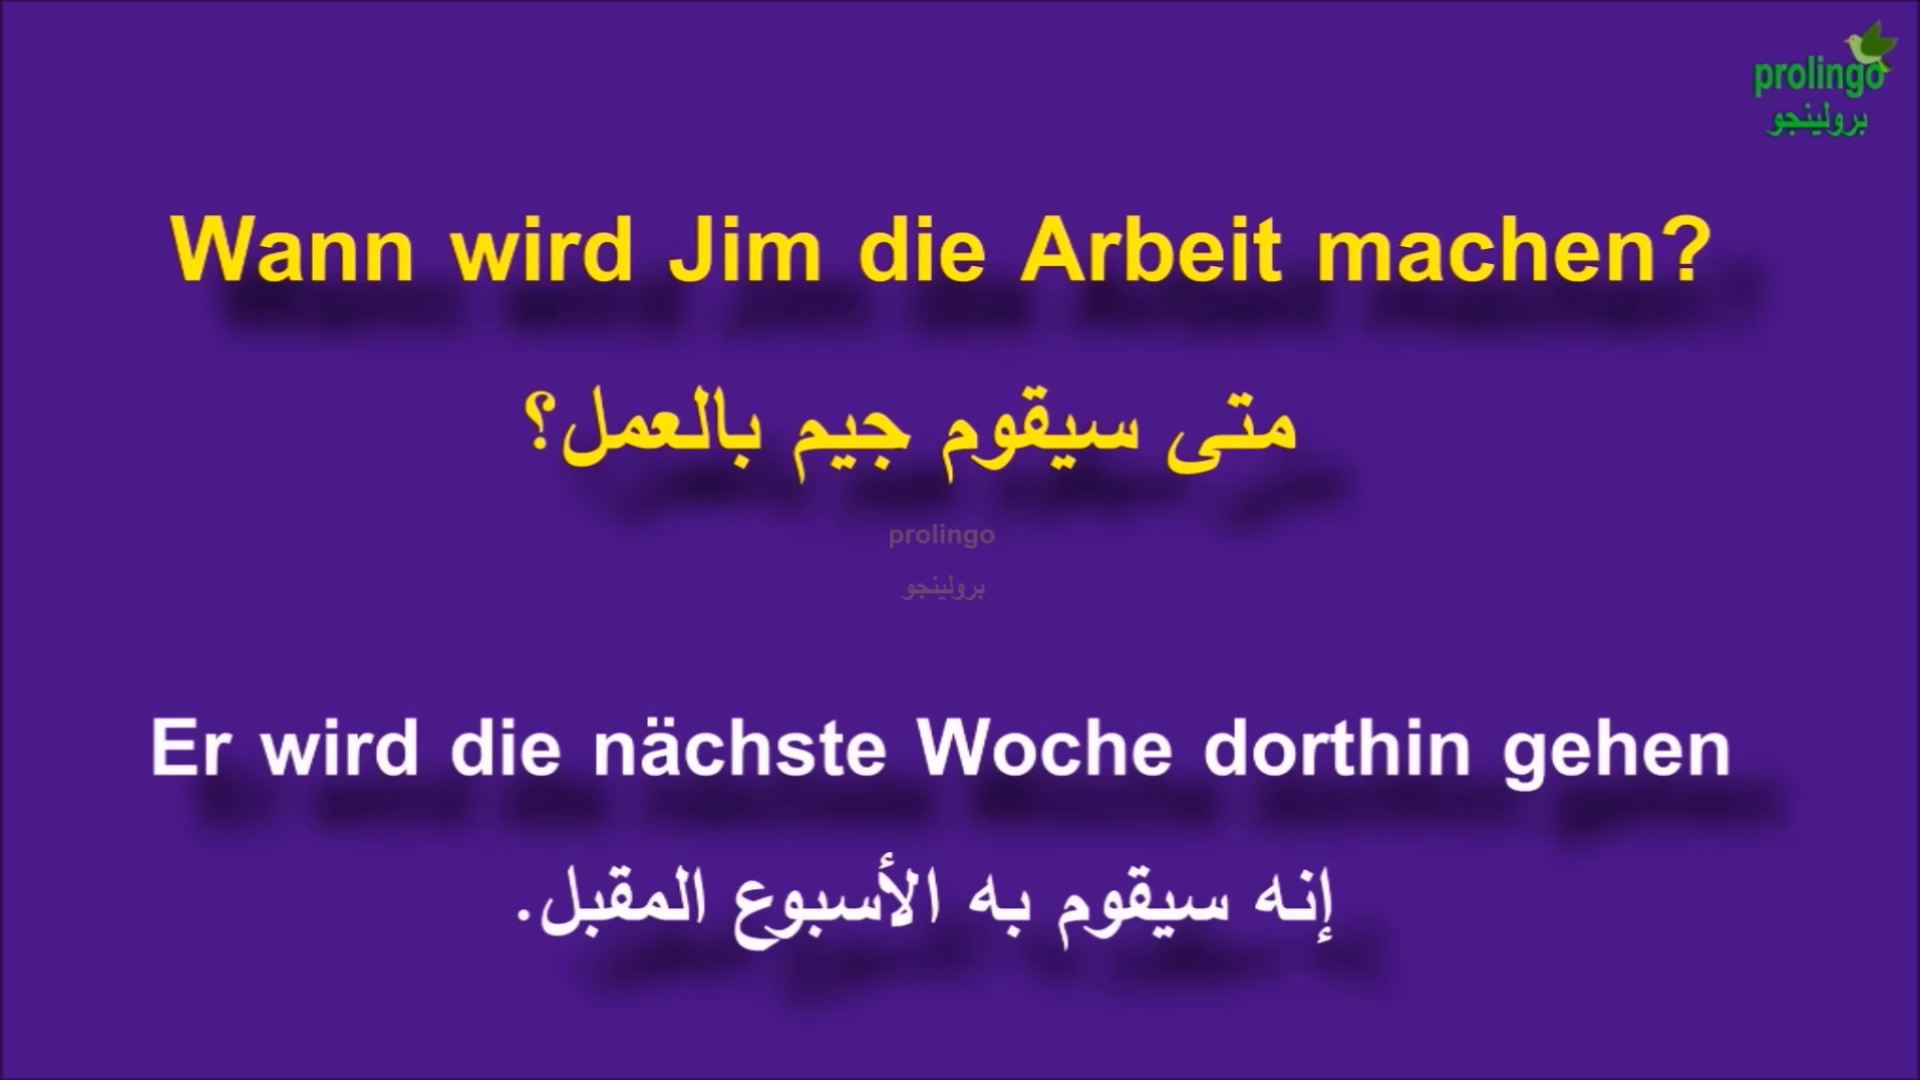 prolingo
برولينجو
Wann wird Jim die Arbeit machen?
متى سيقوم جيم بالعمل؟
prolingo
برولينجو
Er wird die nächste Woche dorthin gehen
إنه سيقوم به الأسبوع المقبل.